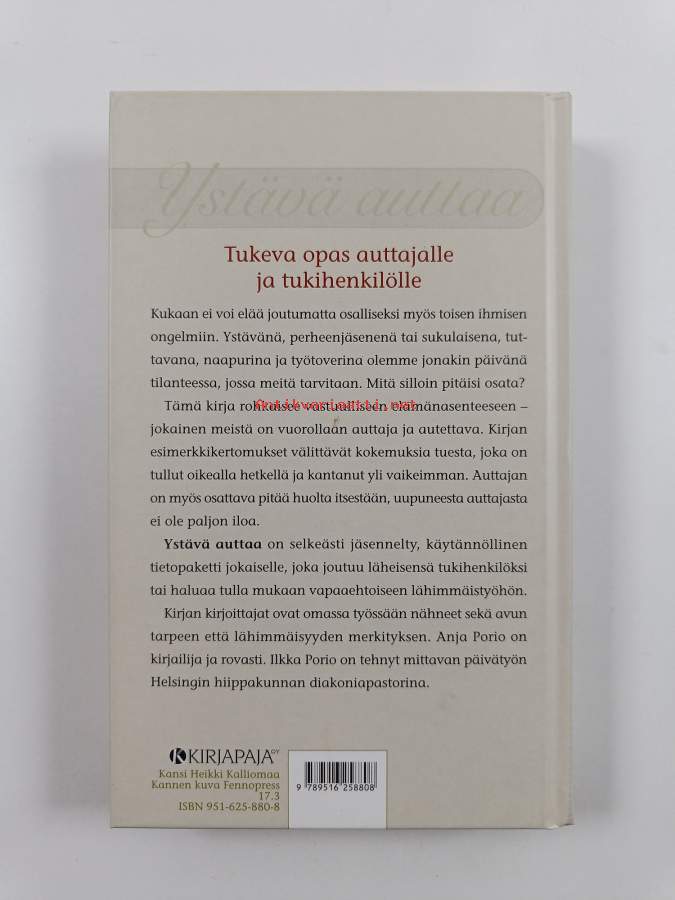 Ystävä auttaa
Tukeva opas auttajalle
ja tukihenkilölle
Kukaan ei voi elää joutumatta osalliseksi myös toisen ihmisen
ongelmiin. Ystävänä, perheenjäsenenä tai sukulaisena, tut-
tavana, naapurina ja työtoverina olemme jonakin päivänä
tilanteessa, jossa meitä tarvitaan. Mitä silloin pitäisi osata?
Tämä kirja rohkaisee vastuulliseen elämänasenteeseen –
Antikvariaatti.net
jokainen meistä on vuorollaan auttaja ja autettava. Kirjan
esimerkkikertomukset välittävät kokemuksia tuesta, joka on
tullut oikealla hetkellä ja kantanut yli vaikeimman. Auttajan
on myös osattava pitää huolta itsestään, uupuneesta auttajasta
ei ole paljon iloa.
Ystävä auttaa on selkeästi jäsennelty, käytännöllinen
tietopaketti jokaiselle, joka joutuu läheisensä tukihenkilöksi
tai haluaa tulla mukaan vapaaehtoiseen lähimmäistyöhön.
Kirjan kirjoittajat ovat omassa työssään nähneet sekä avun
tarpeen että lähimmäisyyden merkityksen. Anja Porio on
kirjailija ja rovasti. Ilkka Porio on tehnyt mittavan päivätyön
Helsingin hiippakunnan diakoniapastorina.
KIRJAPAJA OY
Kansi Heikki Kalliomaa
Kannen kuva Fennopress
17.3
ISBN 951-625-880-8
9 789516 258808